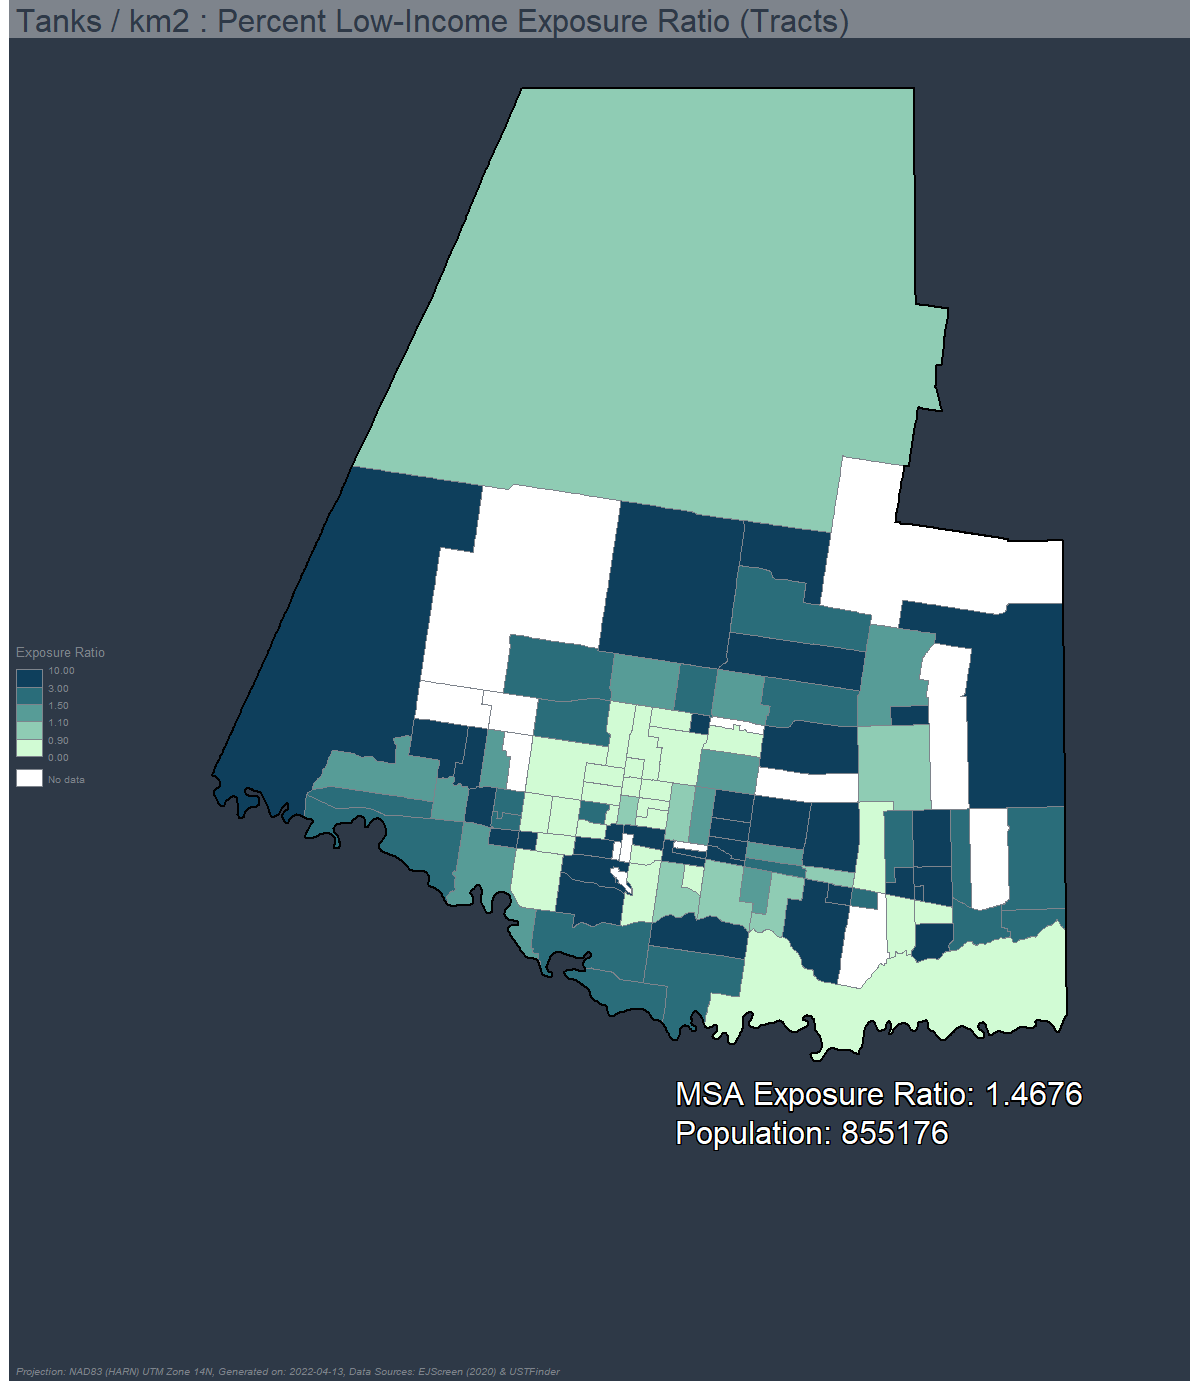 Tanks / km2 : Percent Low-Income Exposure Ratio (Tracts)
Exposure Ratio
10.00
3.00
1.50
1.10
0.90
0.00
No data
MSA Exposure Ratio: 1.4676
Population: 855176
Projection: NAD83 (HARN) UTM Zone 14N, Generated on: 2022-04-13, Data Sources: EJScreen (2020) & USTFinder